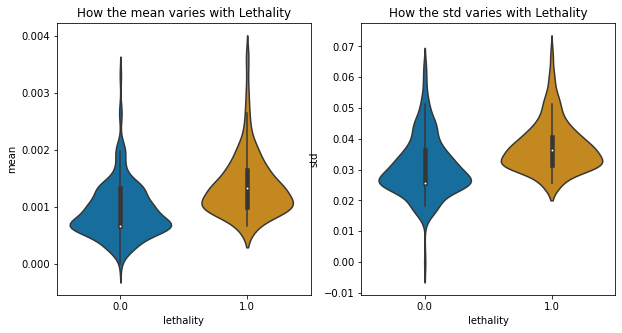 How the mean varies with Lethality
mean
0.004
0.003
0.002
0.001
0.000
0.0 1.0
lethality
How the std varies with Lethality
std
0.07
0.06
0.05
0.04
0.03
0.02
0.01
0.00
−0.01
0.0 1.0
lethality